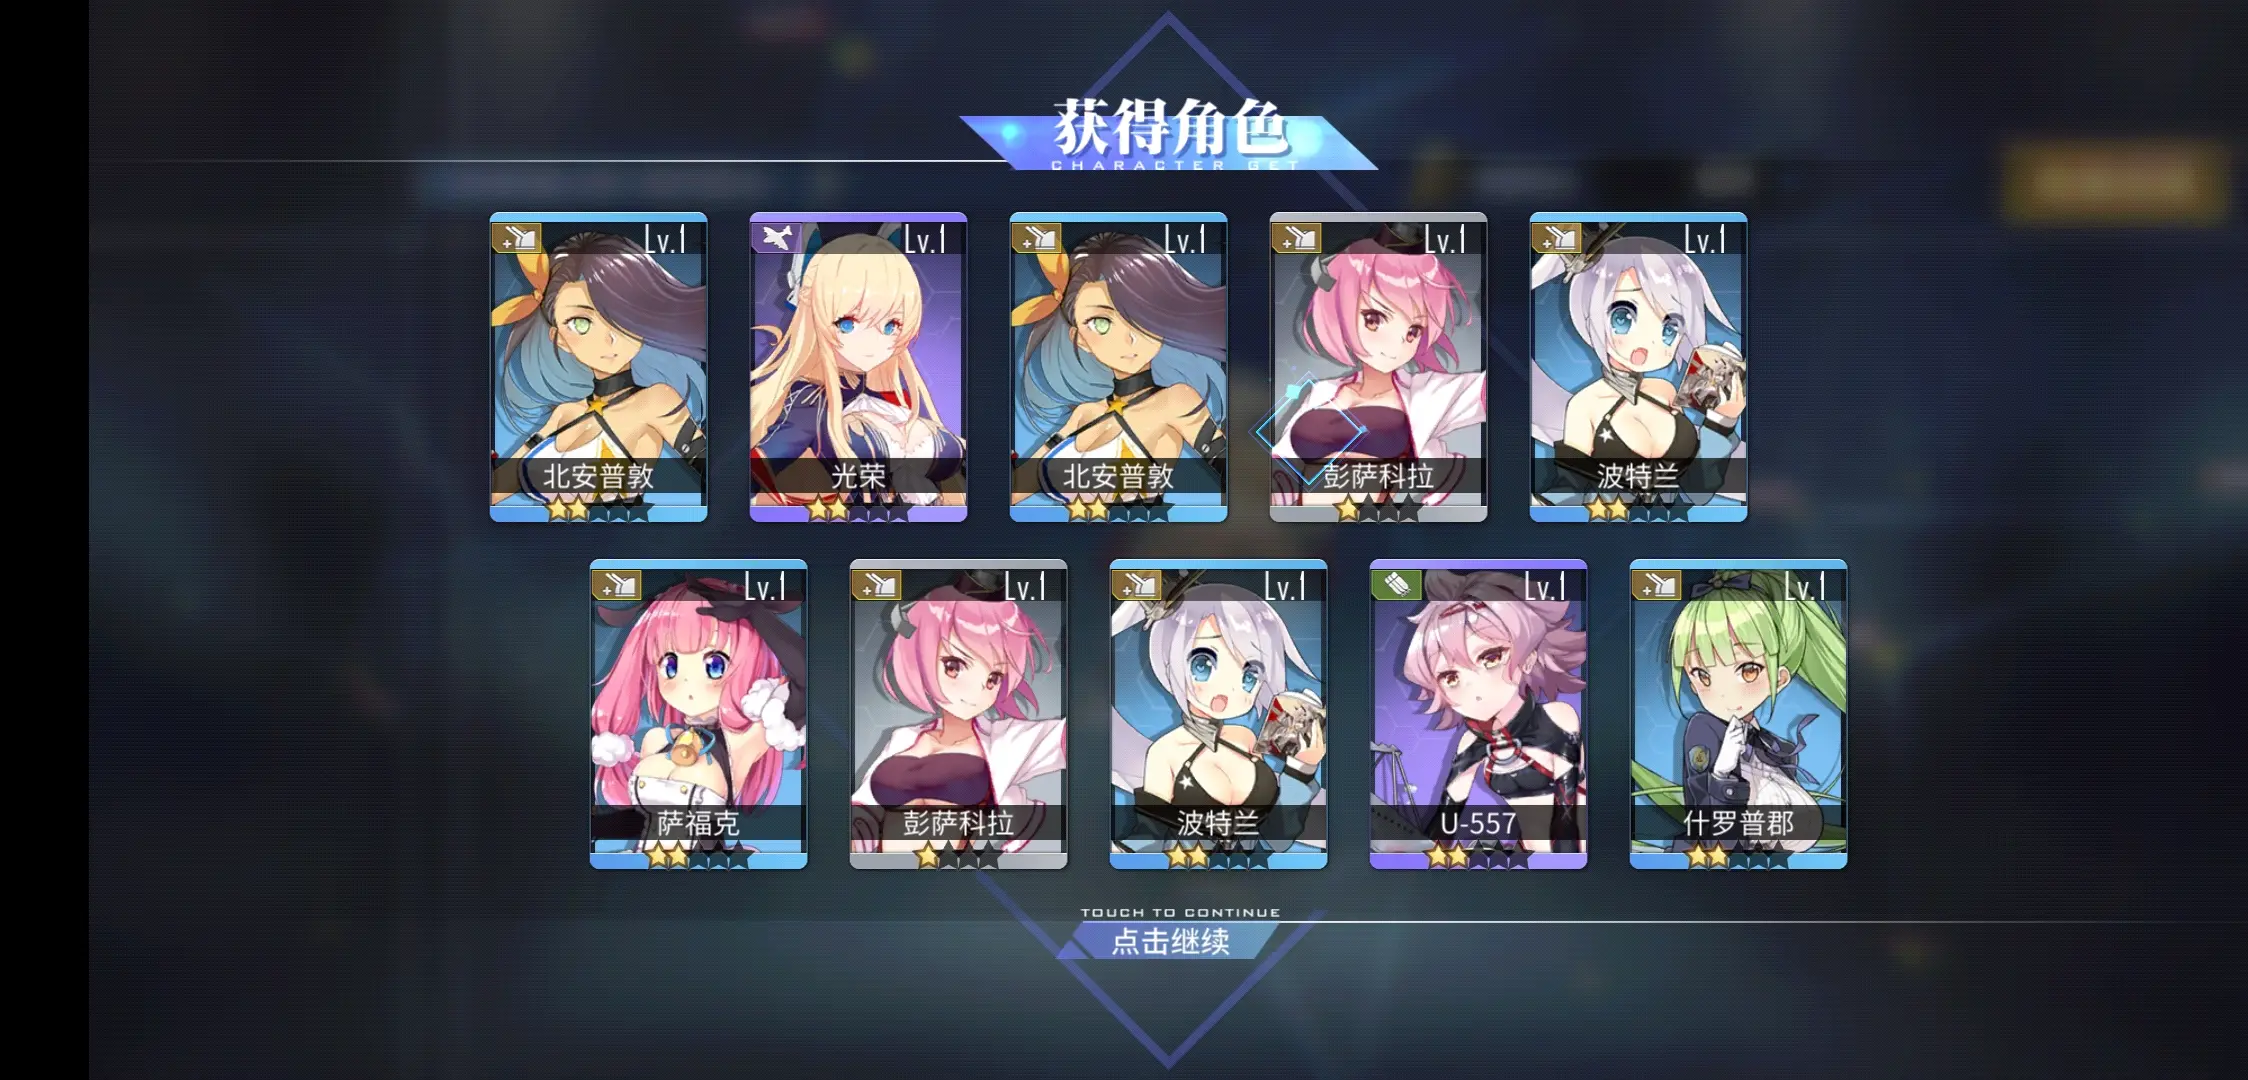 获得角色
CHARACTER GET
Lv.1
Lv.1
Lv.1
Lv.1
Lv.1
北安普敦
光荣
北安普敦
彭萨科拉
波特兰
Lv.1
Lv.1
Lv.1
Lv.1
Lv.1
萨福克
彭萨科拉
波特兰
U-557
什罗普郡
TOUCH TO CONTINUE
点击继续